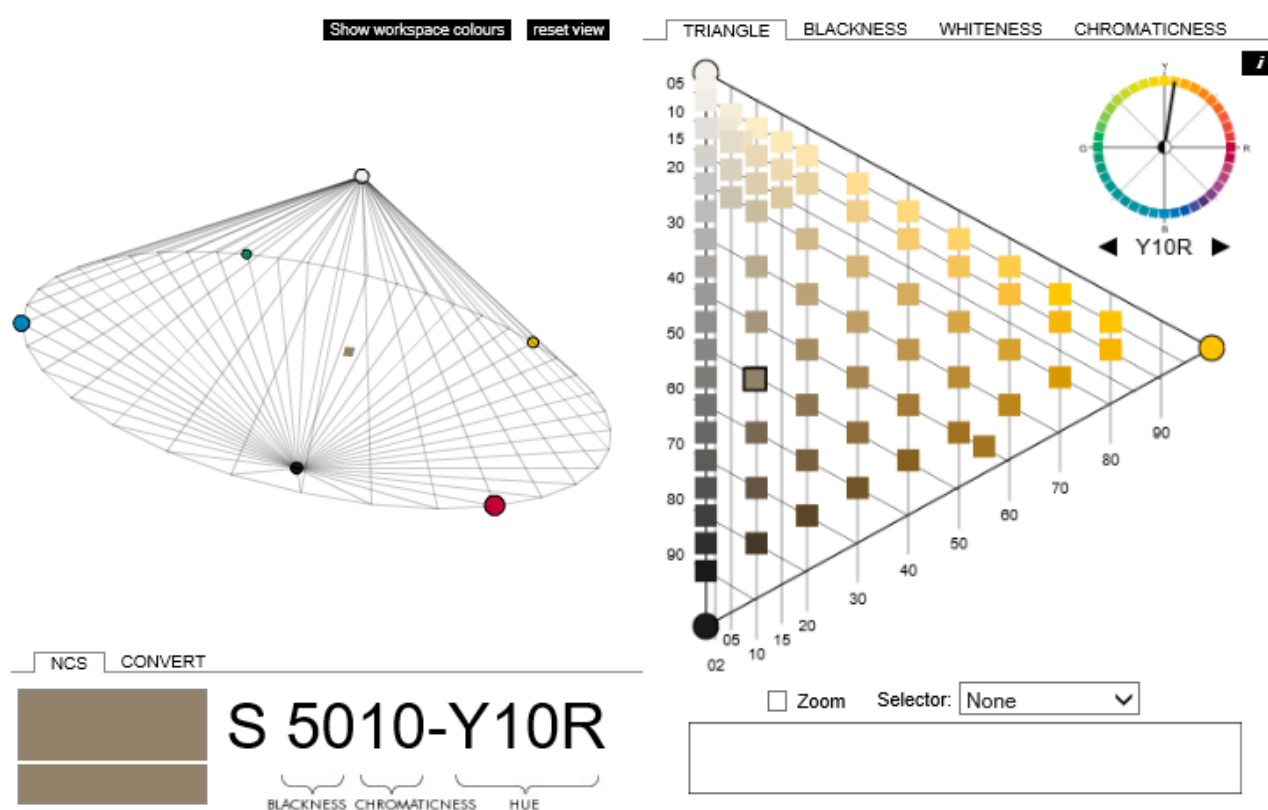 Show workspace colours reset view
TRIANGLE BLACKNESS WHITENESS CHROMATICNESS
i
Y
G R
B
Y10R
05
10
15
20
30
40
50
60
70
80
90
90
80
70
60
50
40
30
20
15
10
05
02
NCS CONVERT
S 5010-Y10R
BLACKNESS CHROMATICNESS HUE
Zoom Selector: None